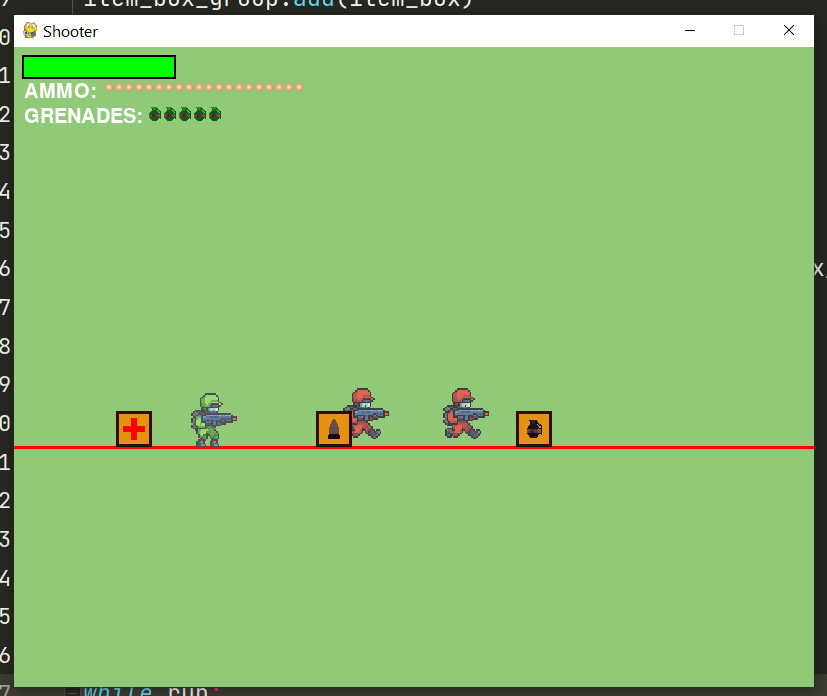 item_box_group.add(item_box)
Shooter
AMMO:
GRENADES:
while run: